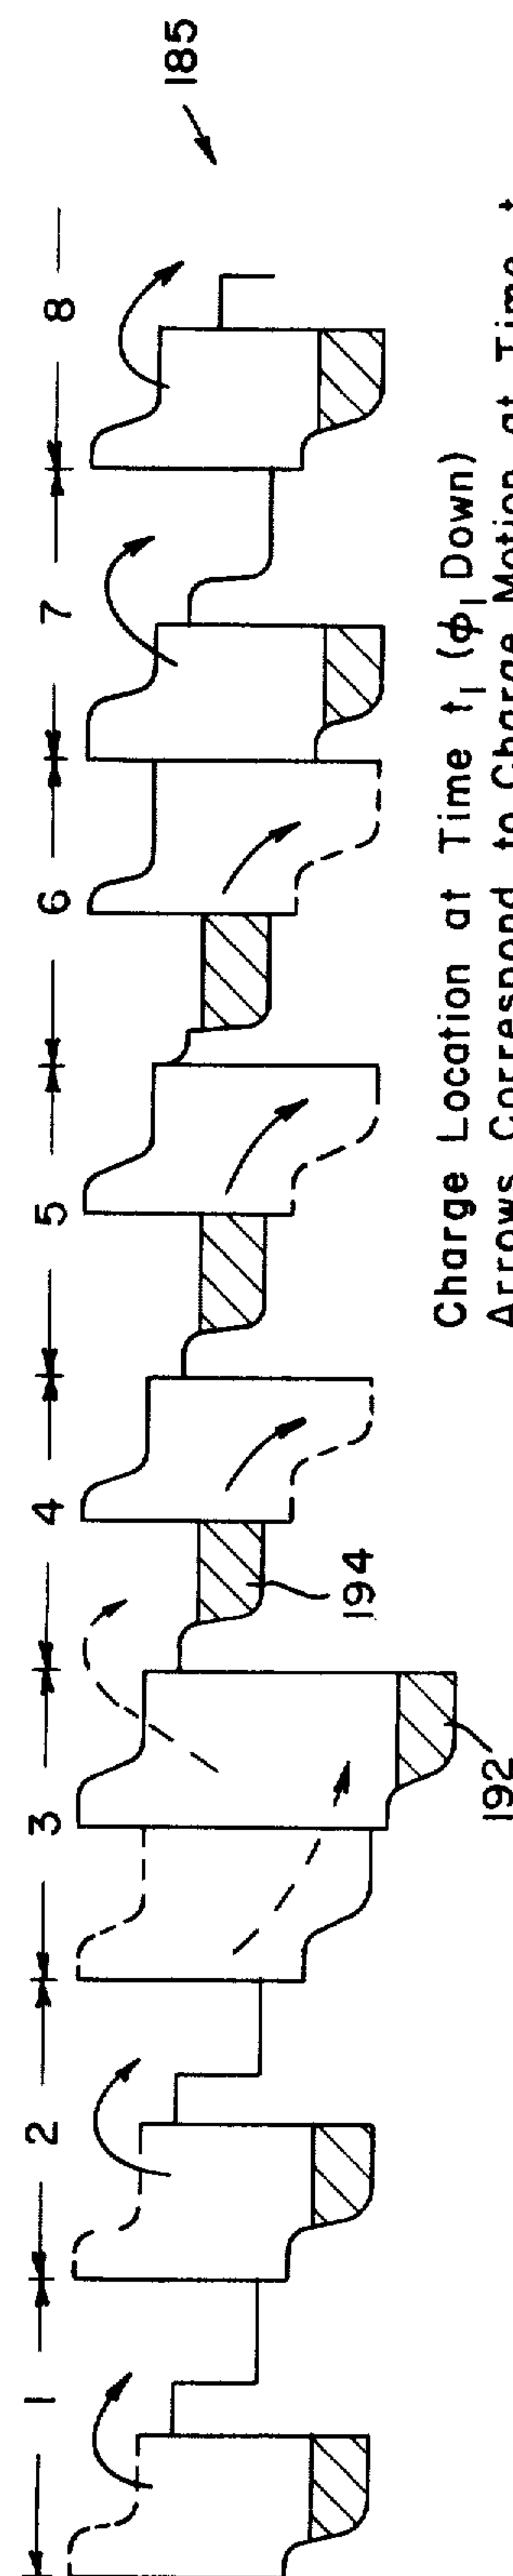 185
1 2 3 4 5 6 7 8
194
192
Charge Location at Time t₁ (ϕ₁ Down)
Arrows Correspond to Charge Motion at Time t